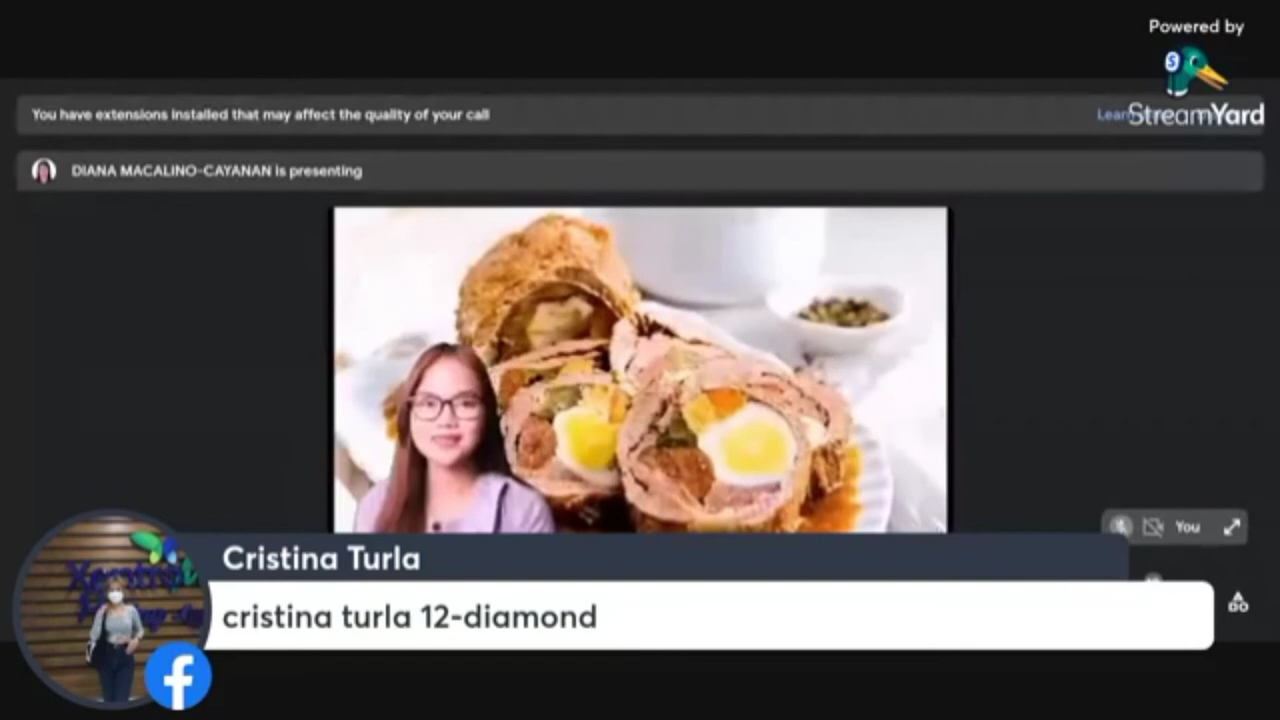 Powered by
StreamYard
You have extensions installed that may affect the quality of your call
Lear
DIANA MACALINO-CAYANAN is presenting
You
Cristina Turla
cristina turla 12-diamond